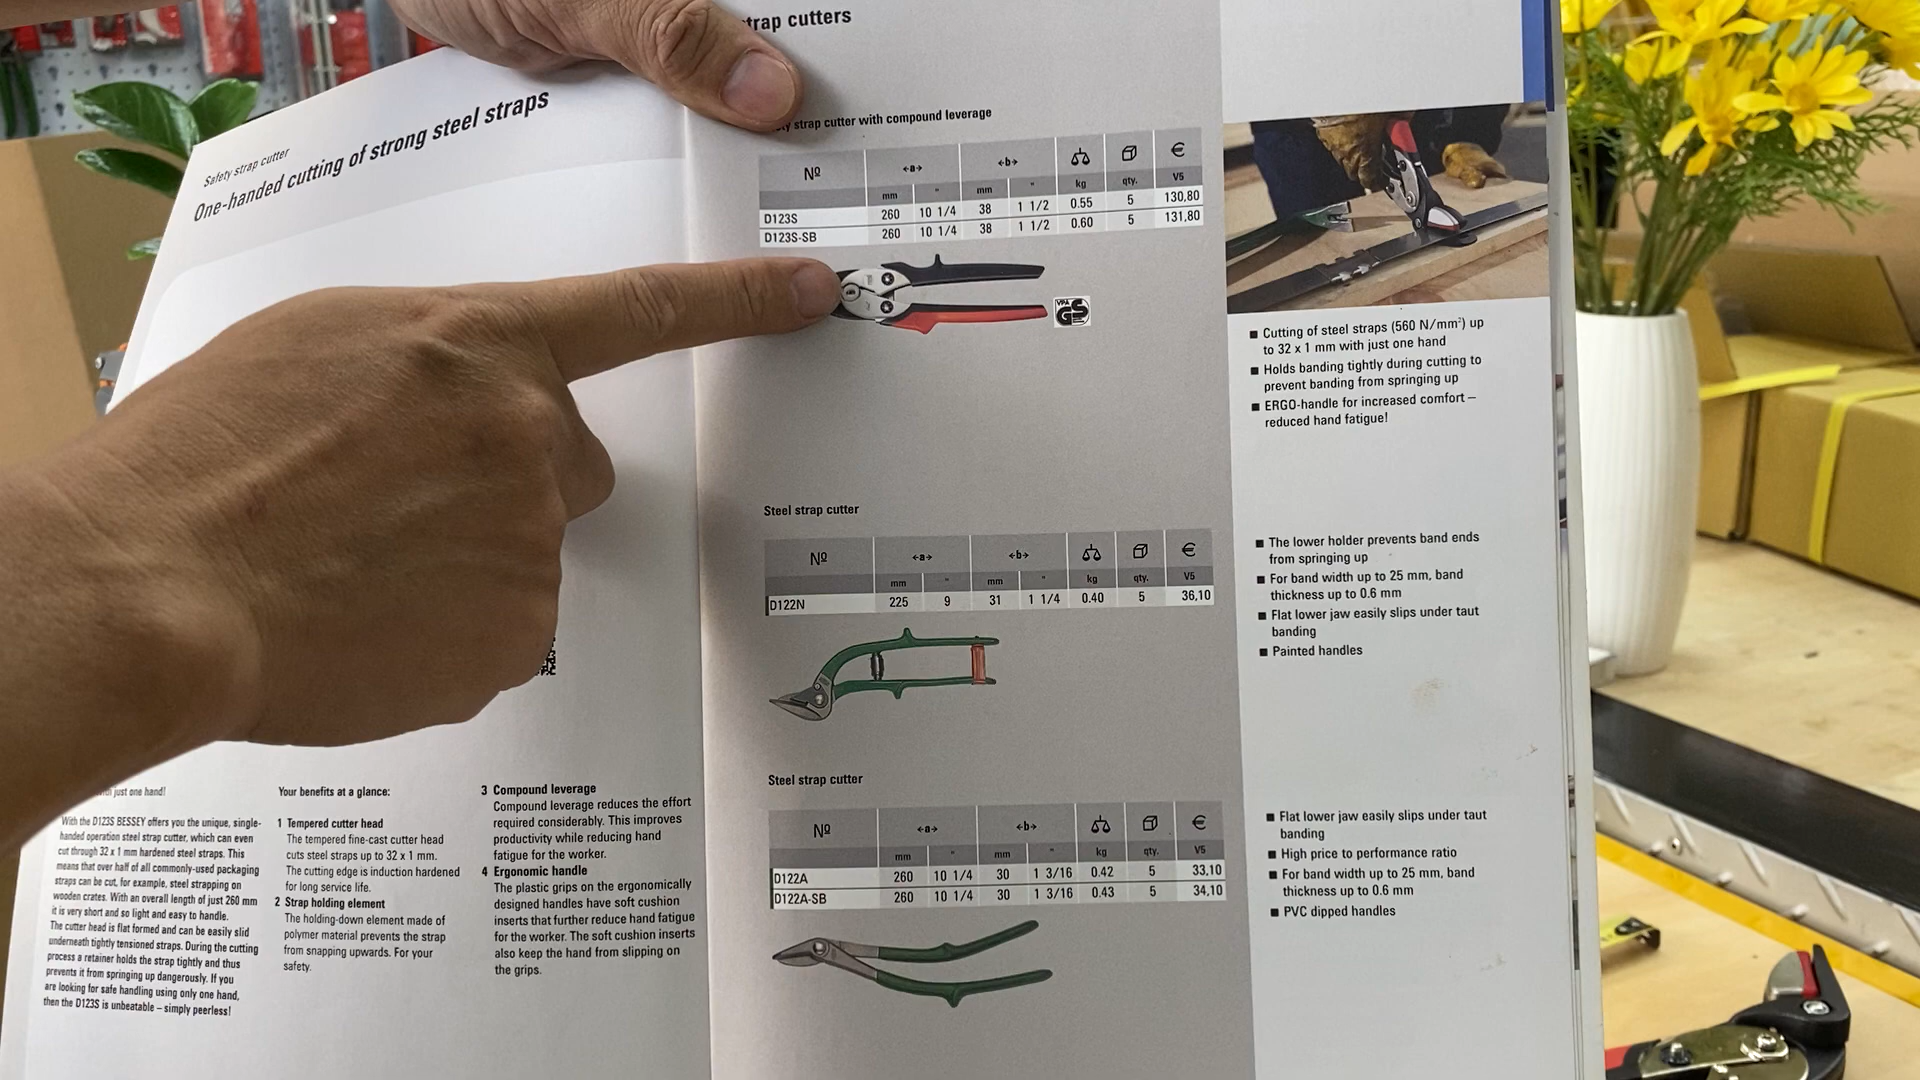 Safety strap cutter
One-handed cutting of strong steel straps
just one hand!
With the D123S BESSEY offers you the unique, single-
handed operation steel strap cutter, which can even
cut through 32 x 1 mm hardened steel straps. This
means that over half of all commonly-used packaging
straps can be cut, for example, steel strapping on
wooden crates. With an overall length of just 260 mm
it is very short and so light and easy to handle.
The cutter head is flat formed and can be easily slid
underneath tightly tensioned straps. During the cutting
process a retainer holds the strap tightly and thus
prevents it from springing up dangerously. If you
are looking for safe handling using only one hand,
then the D123S is unbeatable – simply peerless!
Your benefits at a glance:
1 Tempered cutter head
The tempered fine-cast cutter head
cuts steel straps up to 32 x 1 mm.
The cutting edge is induction hardened
for long service life.
2 Strap holding element
The holding-down element made of
polymer material prevents the strap
from snapping upwards. For your
safety.
3 Compound leverage
Compound leverage reduces the effort
required considerably. This improves
productivity while reducing hand
fatigue for the worker.
4 Ergonomic handle
The plastic grips on the ergonomically
designed handles have soft cushion
inserts that further reduce hand fatigue
for the worker. The soft cushion inserts
also keep the hand from slipping on
the grips.
trap cutters
ty strap cutter with compound leverage
Nº <-a-> <-b-> €
mm " mm " kg qty. V5
D123S 260 10 1/4 38 1 1/2 0.55 5 130,80
D123S-SB 260 10 1/4 38 1 1/2 0.60 5 131,80
VPA
GS
■ Cutting of steel straps (560 N/mm²) up
to 32 x 1 mm with just one hand
■ Holds banding tightly during cutting to
prevent banding from springing up
■ ERGO-handle for increased comfort –
reduced hand fatigue!
Steel strap cutter
Nº <-a-> <-b-> €
mm " mm " kg qty. V5
D122N 225 9 31 1 1/4 0.40 5 36,10
■ The lower holder prevents band ends
from springing up
■ For band width up to 25 mm, band
thickness up to 0.6 mm
■ Flat lower jaw easily slips under taut
banding
■ Painted handles
Steel strap cutter
Nº <-a-> <-b-> €
mm " mm " kg qty. V5
D122A 260 10 1/4 30 1 3/16 0.42 5 33,10
D122A-SB 260 10 1/4 30 1 3/16 0.43 5 34,10
■ Flat lower jaw easily slips under taut
banding
■ High price to performance ratio
■ For band width up to 25 mm, band
thickness up to 0.6 mm
■ PVC dipped handles